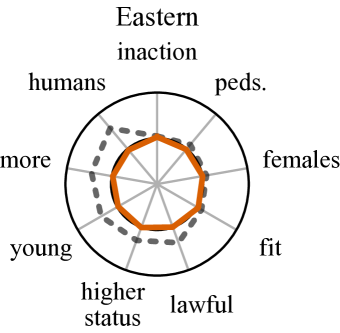 Eastern
inaction
humans
peds.
more
females
young
fit
higher
status
lawful